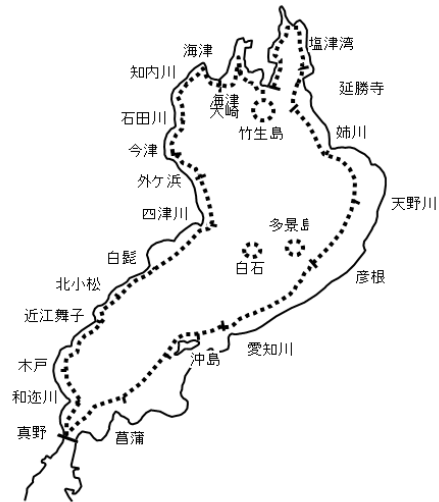 海津
塩津湾
知内川
延勝寺
海津
大崎
石田川
竹生島
姉川
今津
外ケ浜
天野川
四津川
多景島
白髭
白石
北小松
彦根
近江舞子
愛知川
沖島
木戸
和迩川
真野
菖蒲